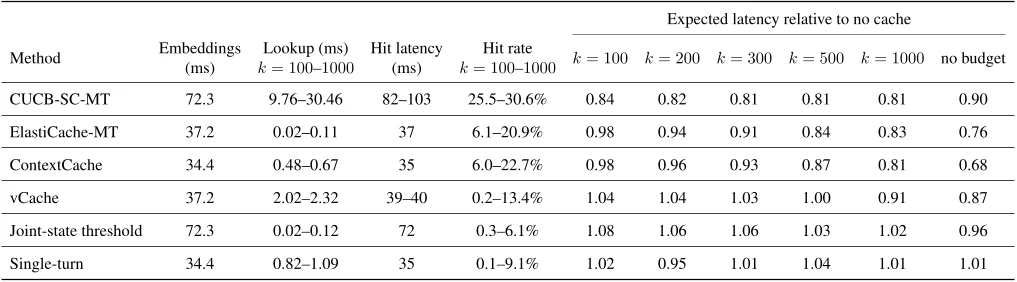 Expected latency relative to no cache
Method Embeddings (ms) Lookup (ms) k = 100–1000 Hit latency (ms) Hit rate k = 100–1000 k = 100 k = 200 k = 300 k = 500 k = 1000 no budget
CUCB-SC-MT 72.3 9.76–30.46 82–103 25.5–30.6% 0.84 0.82 0.81 0.81 0.81 0.90
ElastiCache-MT 37.2 0.02–0.11 37 6.1–20.9% 0.98 0.94 0.91 0.84 0.83 0.76
ContextCache 34.4 0.48–0.67 35 6.0–22.7% 0.98 0.96 0.93 0.87 0.81 0.68
vCache 37.2 2.02–2.32 39–40 0.2–13.4% 1.04 1.04 1.03 1.00 0.91 0.87
Joint-state threshold 72.3 0.02–0.12 72 0.3–6.1% 1.08 1.06 1.06 1.03 1.02 0.96
Single-turn 34.4 0.82–1.09 35 0.1–9.1% 1.02 0.95 1.01 1.04 1.01 1.01